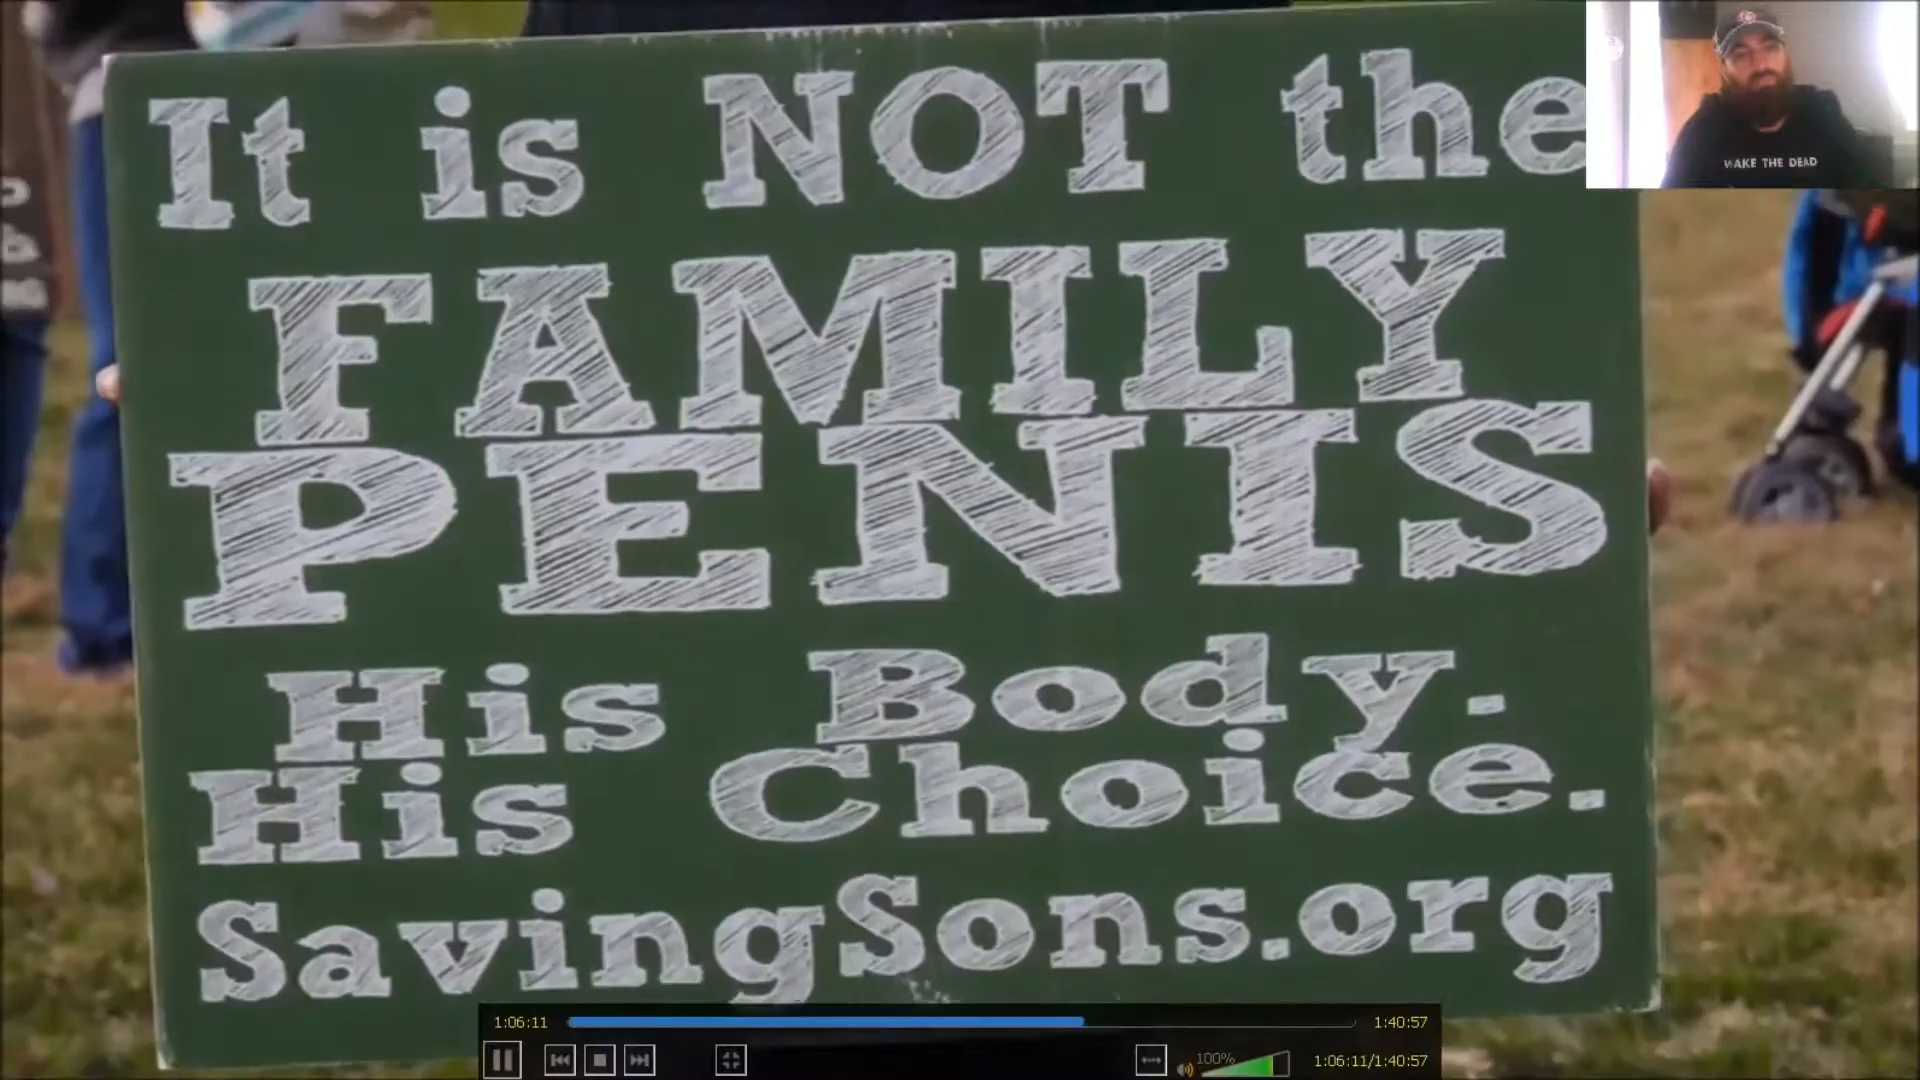 It is NOT the
FAMILY
PENIS
His Body.
His Choice.
SavingSons.org
WAKE THE DEAD
1:06:11
1:40:57
100%
1:06:11/1:40:57